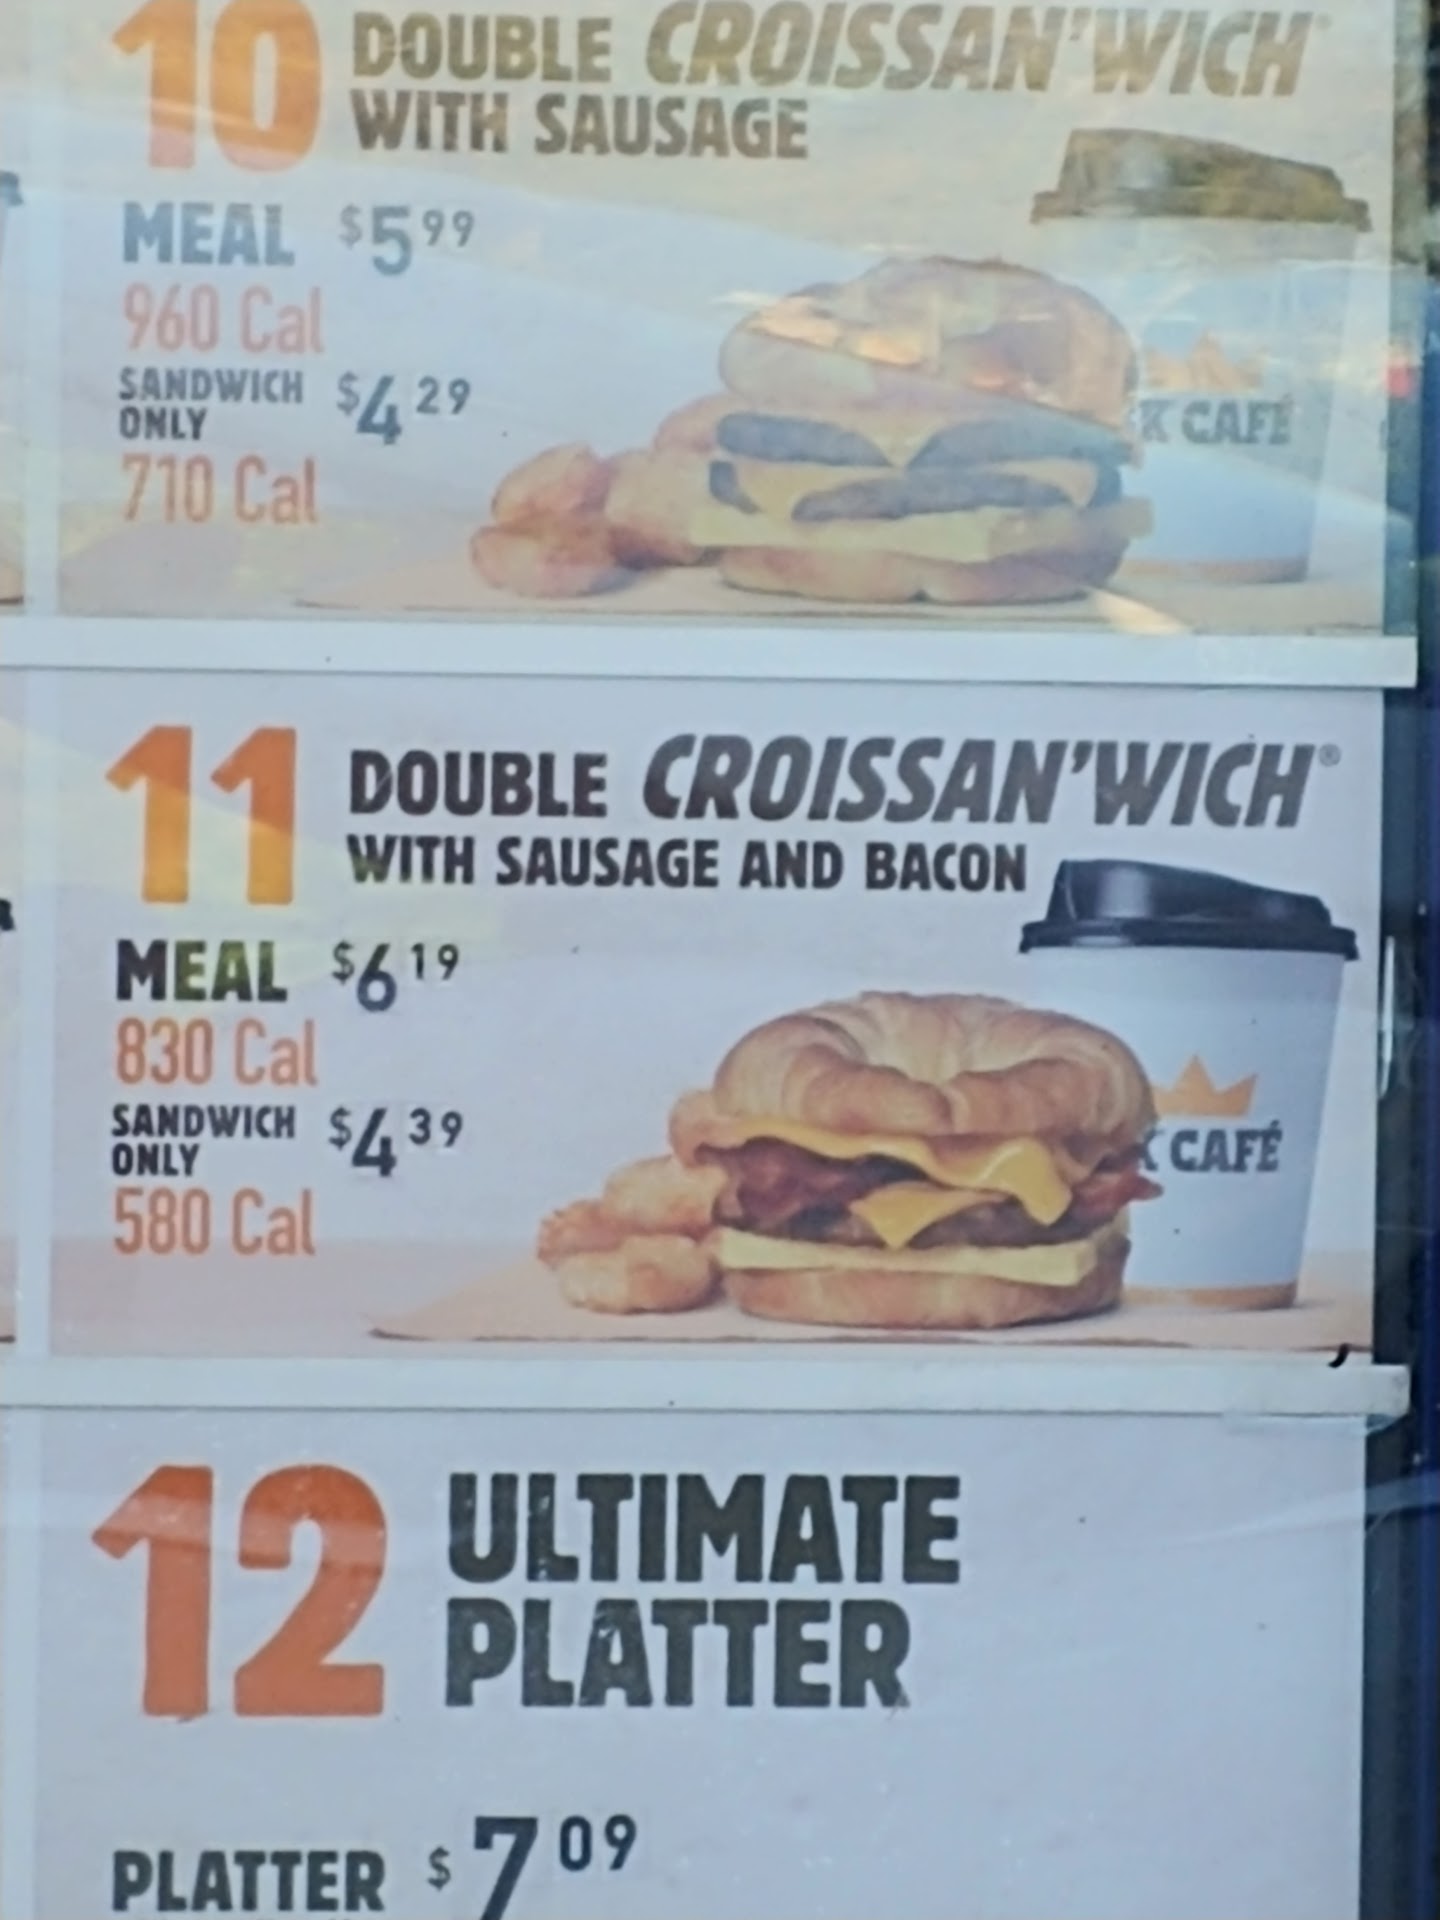 10 DOUBLE CROISSAN'WICH®
WITH SAUSAGE
MEAL $5 99
960 Cal
SANDWICH
ONLY $4 29
710 Cal
K CAFÉ
11 DOUBLE CROISSAN'WICH®
WITH SAUSAGE AND BACON
MEAL $6 19
830 Cal
SANDWICH
ONLY $4 39
580 Cal
K CAFÉ
12 ULTIMATE
PLATTER
PLATTER $7 09